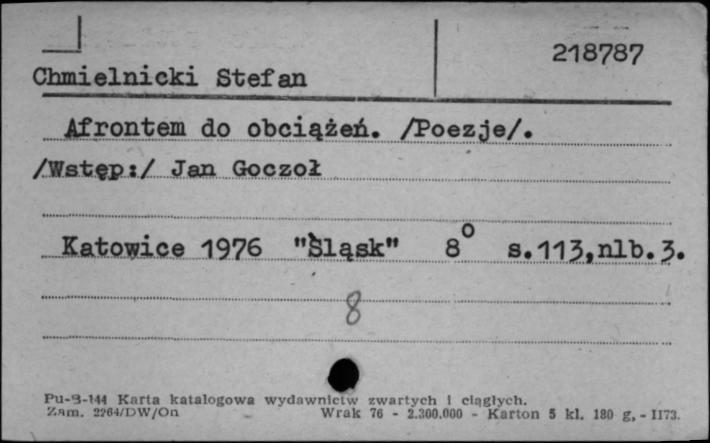 218787
Chmielnicki Stefan
Afrontem do obciążeń. /Poezje/.
/Wstęp:/ Jan Goczoł
Katowice 1976 "Śląsk" 8° s.113,nlb.3.
8
Pu-B-144 Karta katalogowa wydawnictw zwartych i ciągłych.
Zam. 2264/DW/On Wrak 76 - 2.300.000 - Karton 5 kl. 180 g, - II73.